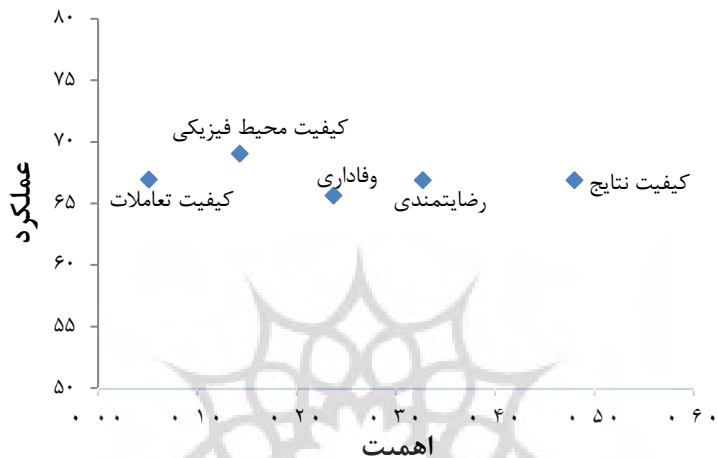 ۸۰
۷۵
۷۰
۶۵
۶۰
۵۵
۵۰
عملکرد
کیفیت محیط فیزیکی
وفاداری
کیفیت نتایج
کیفیت تعاملات
رضایتمندی
۰.۰۰ ۰.۱۰ ۰.۲۰ ۰.۳۰ ۰.۴۰ ۰.۵۰ ۰.۶۰
اهمیت